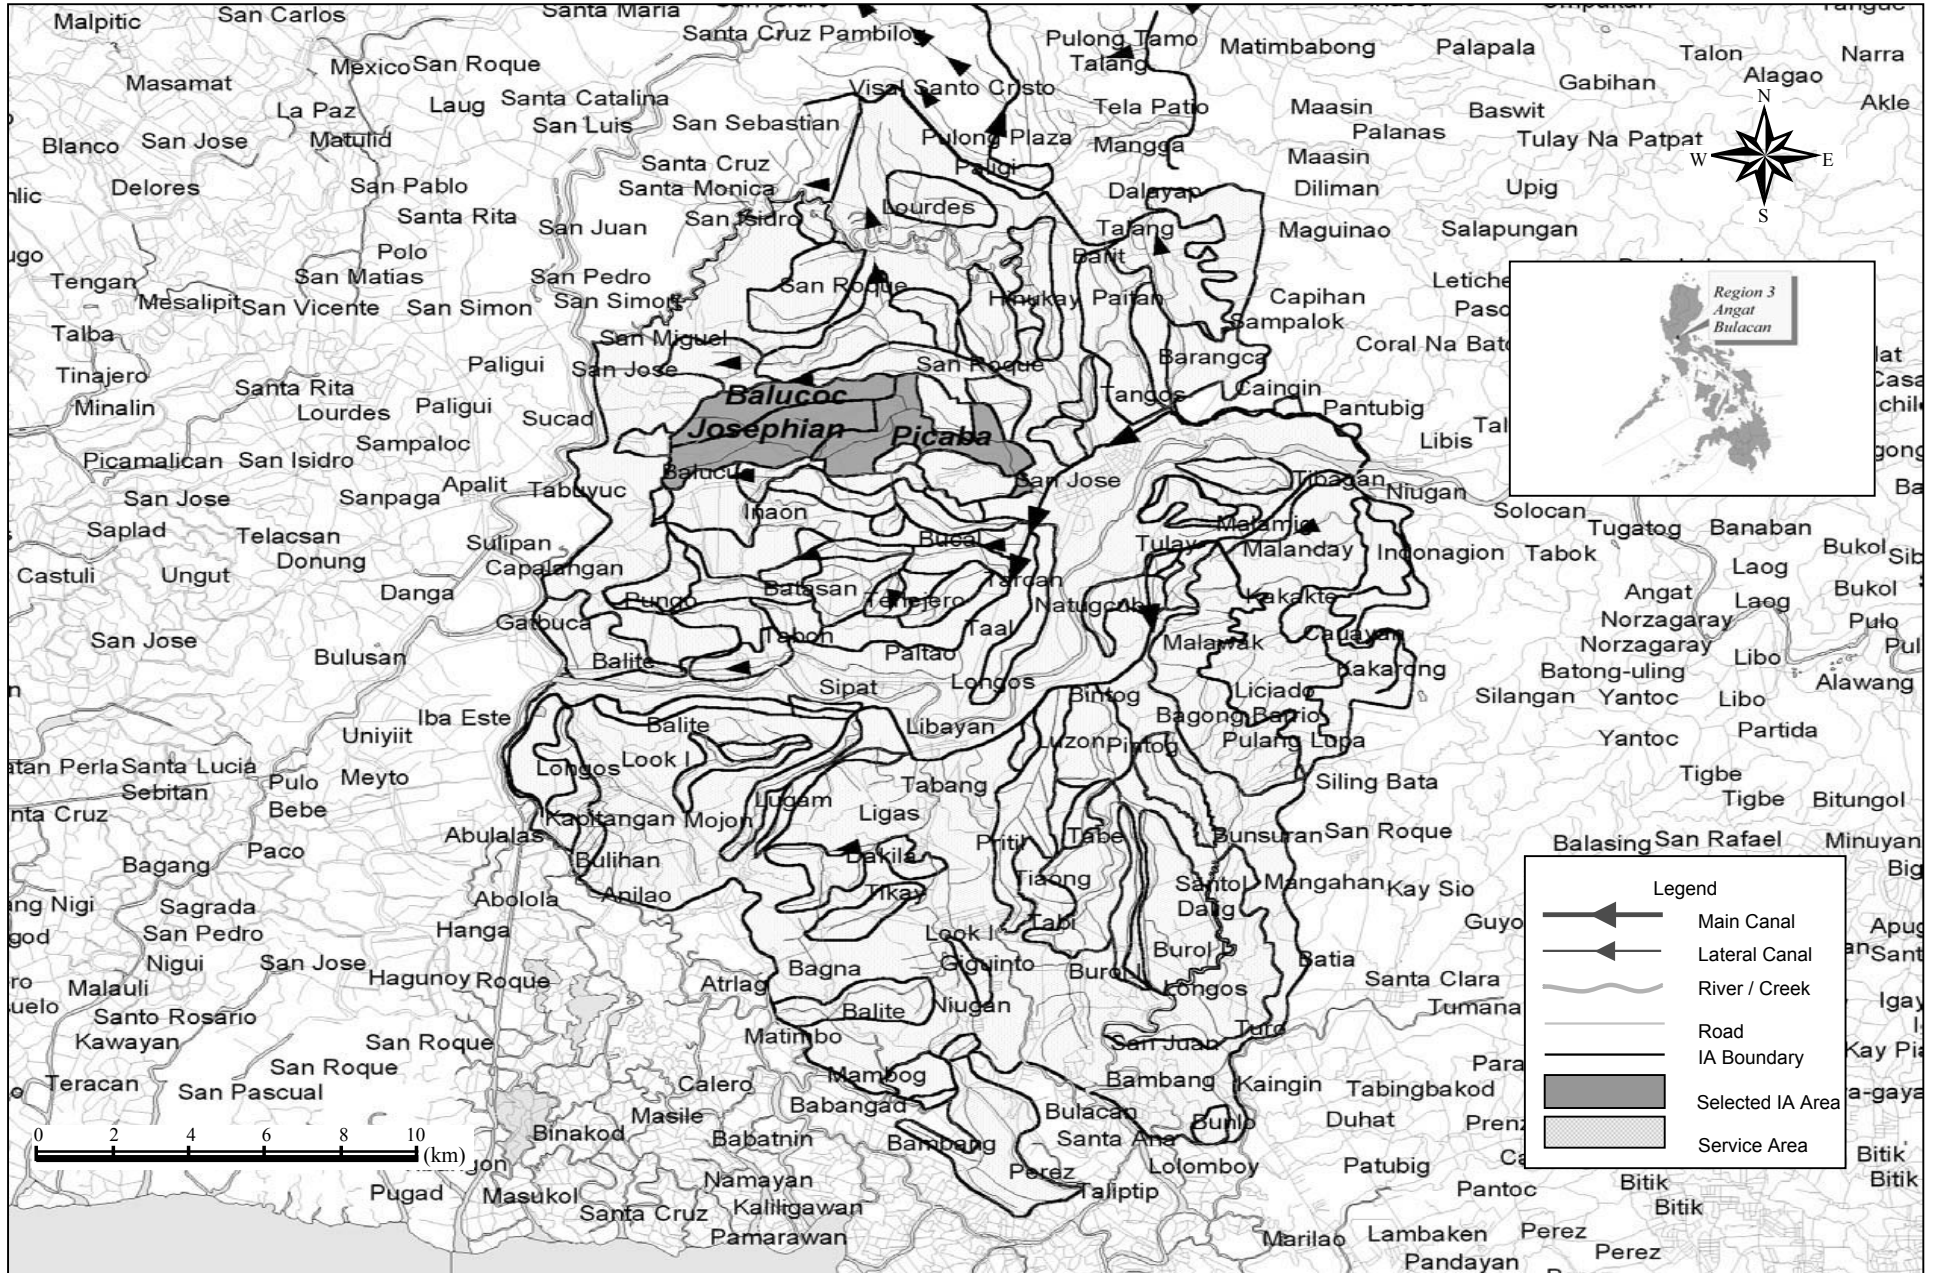 Malpitic
San Carlos
Santa Maria
Santa Cruz Pambilog
Pulong Tamo
Matimbabong
Palapala
Talon
Narra
Talang
Mexico
San Roque
Masamat
Gabihan
Alagao
Visal Santo Cristo
La Paz
Laug
Santa Catalina
Tela Patio
Maasin
Baswit
N
Akle
San Luis
San Sebastian
Blanco
San Jose
Matulid
Pulong Plaza
Mangga
Palanas
Tulay Na Patpat
Santa Cruz
Paligi
Maasin
W
E
Delores
San Pablo
Santa Monica
Dalayap
Diliman
Upig
Santa Rita
San Isidro
Lourdes
S
San Juan
Talang
Maguinao
Salapungan
Polo
Barit
Tengan
San Matias
San Pedro
San Roque
Mesalipit
San Vicente
San Simon
San Simon
Hinukay
Paitan
Capihan
Region 3
Angat
Bulacan
Sampalok
Talba
San Miguel
Barangca
Paligui
San Jose
San Roque
Tinajero
Santa Rita
Balucoc
Tangos
Caingin
Minalin
Lourdes
Paligui
Sucad
Pantubig
Josephian
Picaba
Libis
Sampaloc
Picamalican
San Isidro
Balucuc
San Jose
Tibagan
Apalit
Tabuyuc
Niugan
San Jose
Sanpaga
Inaon
Solocan
Saplad
Telacsan
Malamig
Tugatog
Banaban
Sulipan
Bucal
Tulay
Malanday
Tabok
Bukol
Donung
Capalangan
Castuli
Ungut
Tarcan
Laog
Danga
Batasan
Angat
Bukol
Pungo
Tenejero
Kakakte
Laog
Gatbuca
Norzagaray
Pulo
San Jose
Tabon
Taal
Cauayan
Malawak
Norzagaray
Bulusan
Balite
Paltao
Libo
Kakarong
Batong-uling
Alawang
Sipat
Longos
Bintog
Liciado
Silangan
Yantoc
Libo
Iba Este
Balite
Libayan
Bagong Barrio
Partida
Uniyiit
Luzon
Pintog
Pulang Lupa
Yantoc
Santa Lucia
Longos
Look I
Meyto
Pulo
Siling Bata
Tigbe
Sebitan
Tabang
Tigbe
Bitungol
Bebe
Lugam
Ligas
Kapitangan
Mojon
Abulalas
Pritil
Tabe
Bunsuran
San Roque
Balasing
San Rafael
Minuyan
Paco
Bulihan
Dakila
Bagang
Tiaong
Legend
Abolola
Anilao
Tikay
Santol
Mangahan
Kay Sio
Dalig
Main Canal
Sagrada
Tabi
San Pedro
Hanga
Look I
Burol I
Lateral Canal
Nigui
San Jose
Bagna
Giguinto
Batia
Hagunoy
Roque
Atrlag
Santa Clara
Malauli
Longos
River / Creek
Balite
Niugan
Tumana
Santo Rosario
Matimbo
Turo
Road
Kawayan
San Roque
San Juan
IA Boundary
San Roque
Mambog
Teracan
San Pascual
Calero
Bambang
Kaingin
Tabingbakod
Selected IA Area
Babangad
Masile
Bulacan
Duhat
0 2 4 6 8 10
(km)
Binakod
Babatnin
Bambang
Santa Ana
Bunlo
Service Area
Bitik
Perez
Lolomboy
Patubig
Bitik
Pugad
Masukol
Namayan
Taliptip
Pantoc
Bitik
Santa Cruz
Kaliligawan
Bitik
Pamarawan
Marilao
Lambaken
Perez
Perez
Pandayan